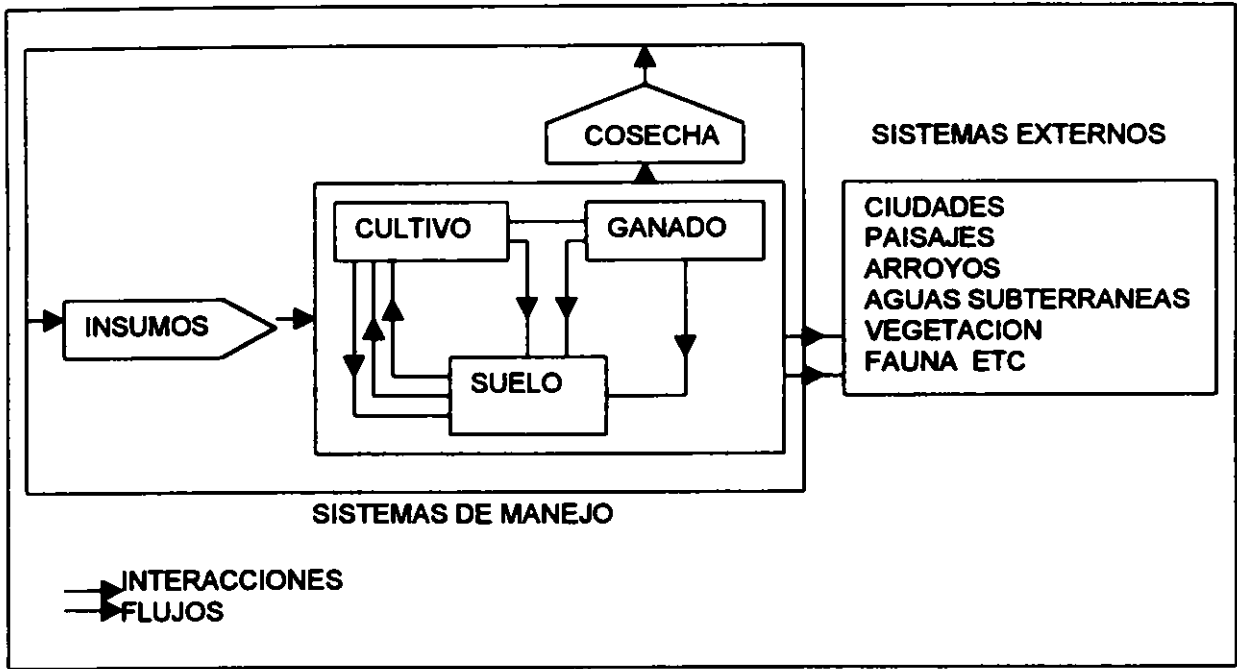 COSECHA
SISTEMAS EXTERNOS
CULTIVO
GANADO
INSUMOS
SUELO
CIUDADES
PAISAJES
ARROYOS
AGUAS SUBTERRANEAS
VEGETACION
FAUNA ETC
SISTEMAS DE MANEJO
INTERACCIONES
FLUJOS